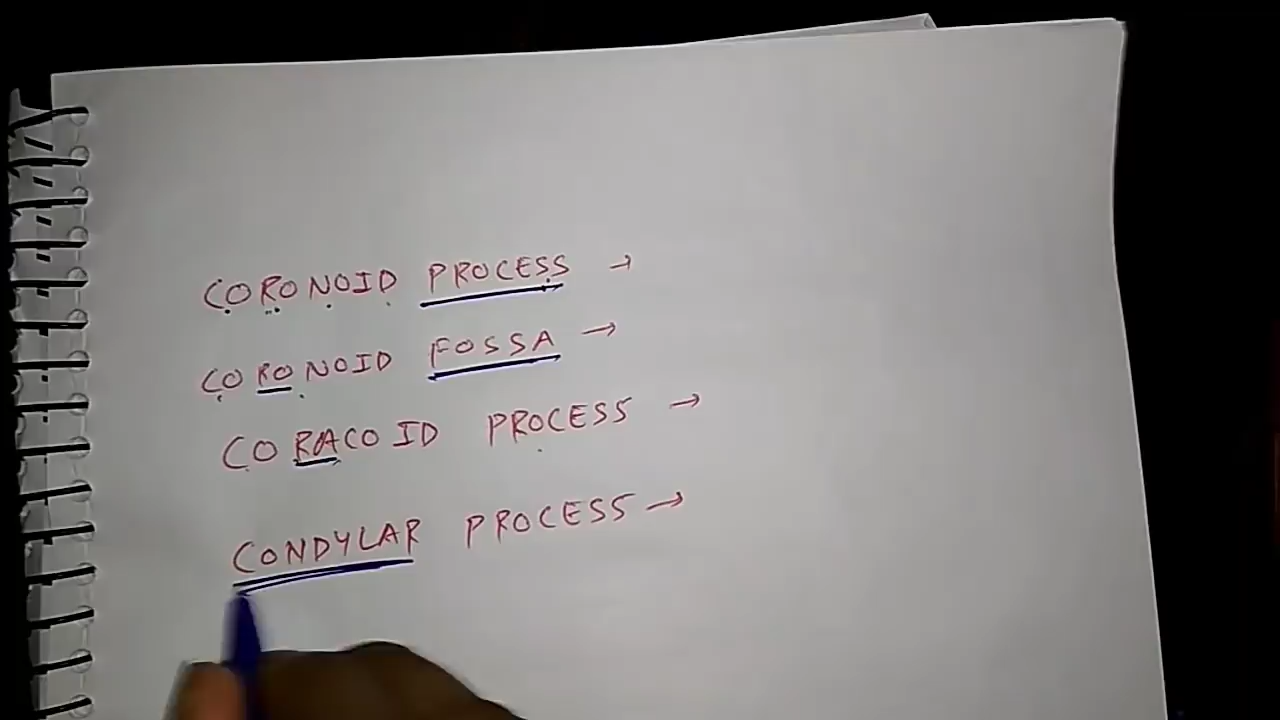 CORONOID PROCESS →
CORONOID FOSSA →
CORACOID PROCESS →
CONDYLAR PROCESS →